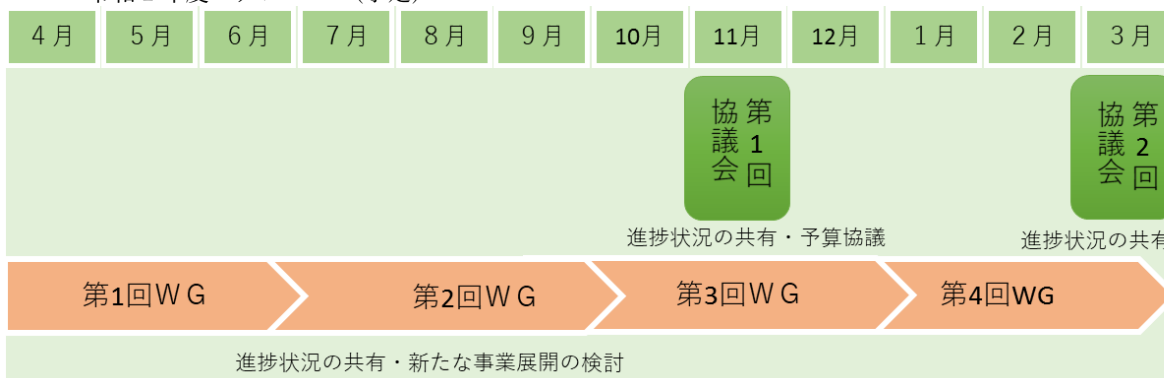 4月 5月 6月 7月 8月 9月 10月 11月 12月 1月 2月 3月
第1回
協議会
第2回
協議会
進捗状況の共有・予算協議
進捗状況の共有
第1回WG 第2回WG 第3回WG 第4回WG
進捗状況の共有・新たな事業展開の検討